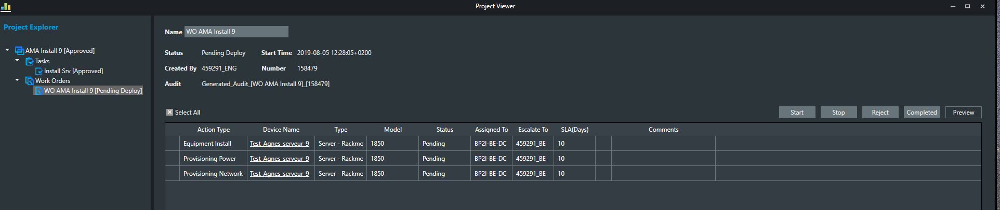 Project Viewer
Project Explorer
AMA Install 9 [Approved]
Tasks
Install Srv [Approved]
Work Orders
WO AMA Install 9 [Pending Deploy]
Name WO AMA Install 9
Status Pending Deploy Start Time 2019-08-05 12:28:05+0200
Created By 459291_ENG Number 158479
Audit Generated_Audit_[WO AMA Install 9]_[158479]
Select All Start Stop Reject Completed Preview
Action Type Device Name Type Model Status Assigned To Escalate To SLA(Days) Comments
Equipment Install Test Agnes serveur 9 Server - Rackmo 1850 Pending BP2I-BE-DC 459291_BE 10
Provisioning Power Test Agnes serveur 9 Server - Rackmo 1850 Pending BP2I-BE-DC 459291_BE 10
Provisioning Network Test Agnes serveur 9 Server - Rackmo 1850 Pending BP2I-BE-DC 459291_BE 10